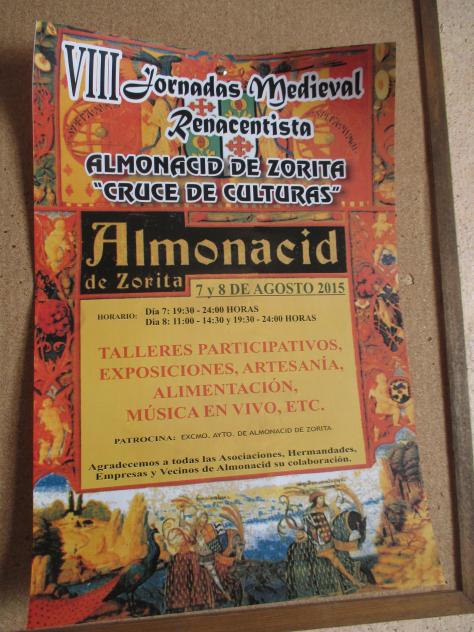 VIII Jornadas Medieval
Renacentista
ALMONACID DE ZORITA
"CRUCE DE CULTURAS"
Almonacid
de Zorita
7 y 8 DE AGOSTO 2015
HORARIO: Día 7: 19:30 - 24:00 HORAS
Día 8: 11:00 - 14:30 y 19:30 - 24:00 HORAS
TALLERES PARTICIPATIVOS,
EXPOSICIONES, ARTESANÍA,
ALIMENTACIÓN,
MÚSICA EN VIVO, ETC.
PATROCINA: EXCMO. AYTO. DE ALMONACID DE ZORITA
Agradecemos a todas las Asociaciones, Hermandades,
Empresas y Vecinos de Almonacid su colaboración.